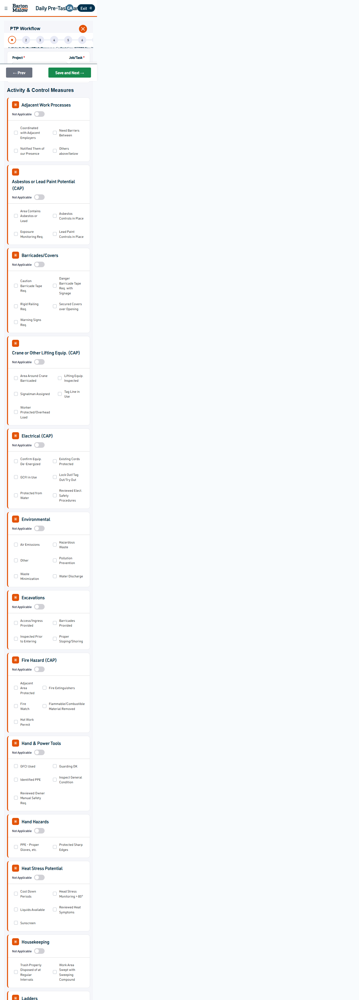 Barton
Malow
Daily Pre-Tas
CA
Exit
PTP Workflow
2 3 4 5 6
Project *
Job/Task *
← Prev
Save and Next →
Activity & Control Measures
Adjacent Work Processes
Not Applicable
Coordinated
with Adjacent
Employers
Need Barriers
Between
Notified Them of
our Presence
Others
above/below
Asbestos or Lead Paint Potential
(CAP)
Not Applicable
Area Contains
Asbestos or
Lead
Asbestos
Controls in Place
Exposure
Monitoring Req.
Lead Paint
Controls in Place
Barricades/Covers
Not Applicable
Caution
Barricade Tape
Req.
Danger
Barricade Tape
Req. with
Signage
Rigid Railing
Req.
Secured Covers
over Opening
Warning Signs
Req.
Crane or Other Lifting Equip. (CAP)
Not Applicable
Area Around Crane
Barricaded
Lifting Equip.
Inspected
Signalman Assigned
Tag Line in
Use
Worker
Protected/Overhead
Load
Electrical (CAP)
Not Applicable
Confirm Equip.
De-Energized
Existing Cords
Protected
GCFI in Use
Lock Out/Tag
Out/Try Out
Protected from
Water
Reviewed Elect.
Safety
Procedures
Environmental
Not Applicable
Air Emissions
Hazardous
Waste
Other
Pollution
Prevention
Waste
Minimization
Water Discharge
Excavations
Not Applicable
Access/Ingress
Provided
Barricades
Provided
Inspected Prior
to Entering
Proper
Sloping/Shoring
Fire Hazard (CAP)
Not Applicable
Adjacent
Area
Protected
Fire Extinguishers
Fire
Watch
Flammable/Combustible
Material Removed
Hot Work
Permit
Hand & Power Tools
Not Applicable
GFCI Used
Guarding OK
Identified PPE
Inspect General
Condition
Reviewed Owner
Manual Safety
Req.
Hand Hazards
Not Applicable
PPE - Proper
Gloves, etc.
Protected Sharp
Edges
Heat Stress Potential
Not Applicable
Cool Down
Periods
Head Stress
Monitoring > 85°
Liquids Available
Reviewed Heat
Symptoms
Sunscreen
Housekeeping
Not Applicable
Trash Properly
Disposed of at
Regular
Intervals
Work Area
Swept with
Sweeping
Compound
Ladders